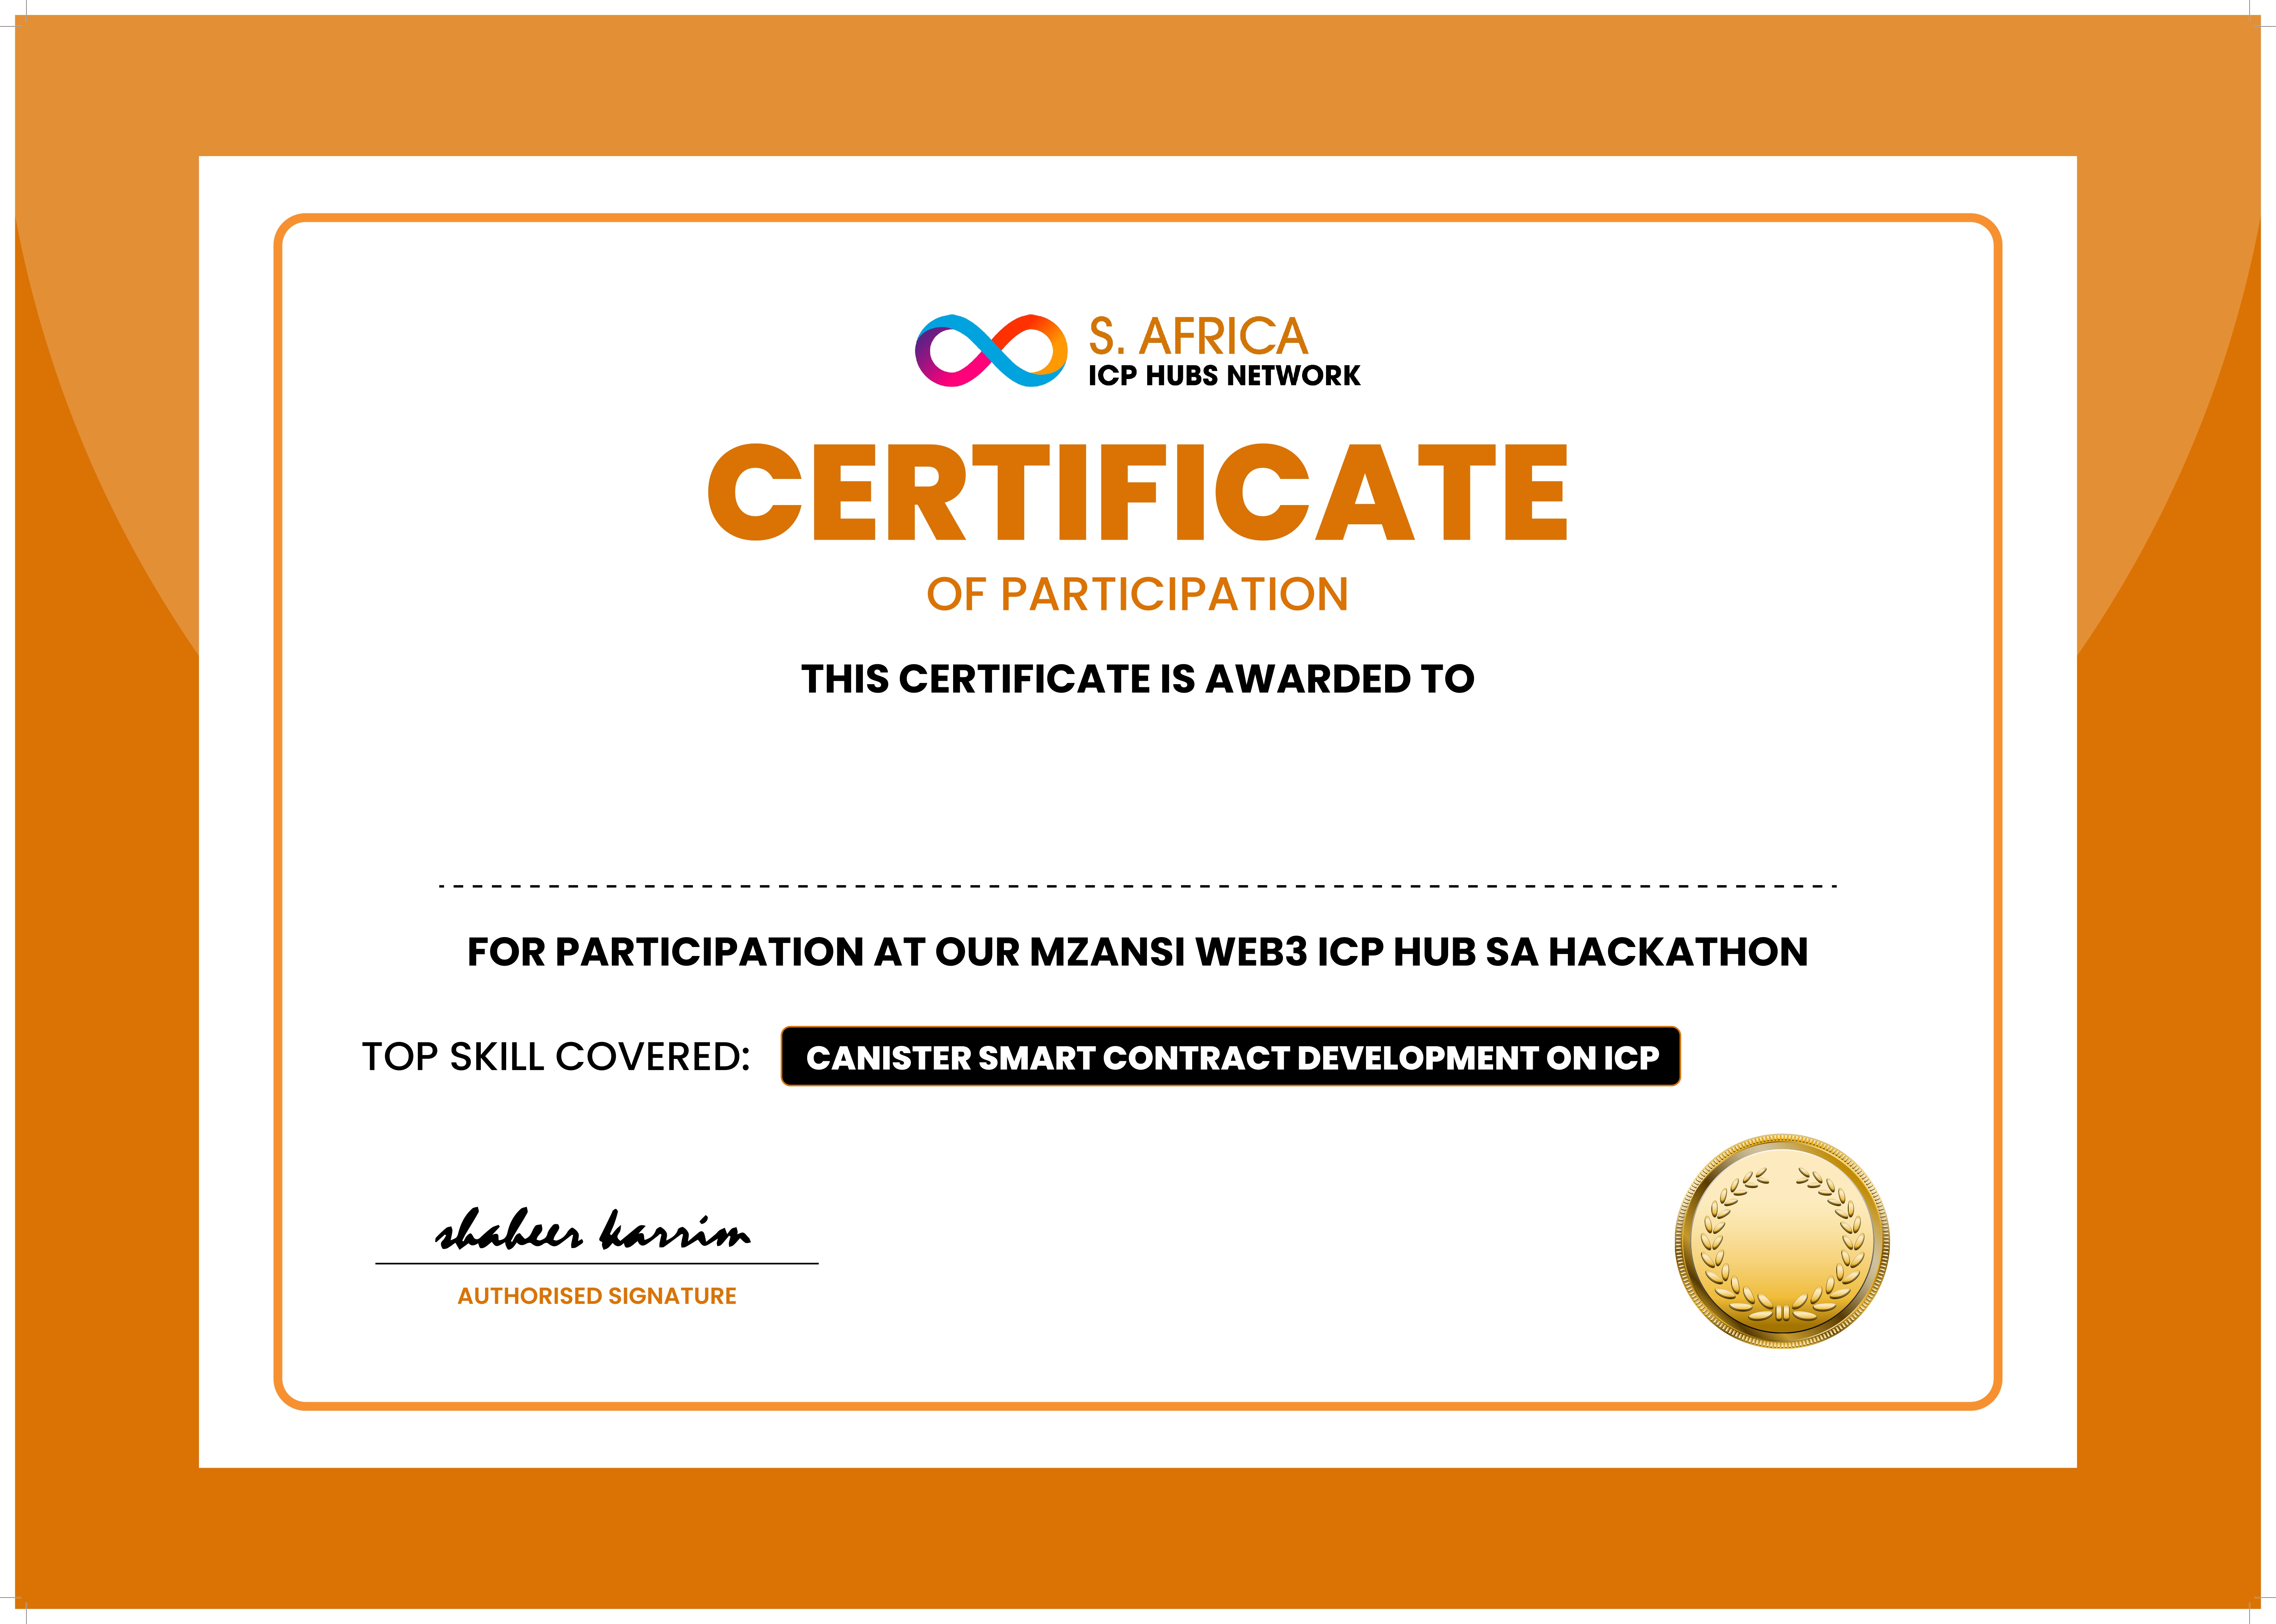 S. AFRICA
ICP HUBS NETWORK
CERTIFICATE
OF PARTICIPATION
THIS CERTIFICATE IS AWARDED TO
FOR PARTICIPATION AT OUR MZANSI WEB3 ICP HUB SA HACKATHON
TOP SKILL COVERED: CANISTER SMART CONTRACT DEVELOPMENT ON ICP
shaheer karrim
AUTHORISED SIGNATURE